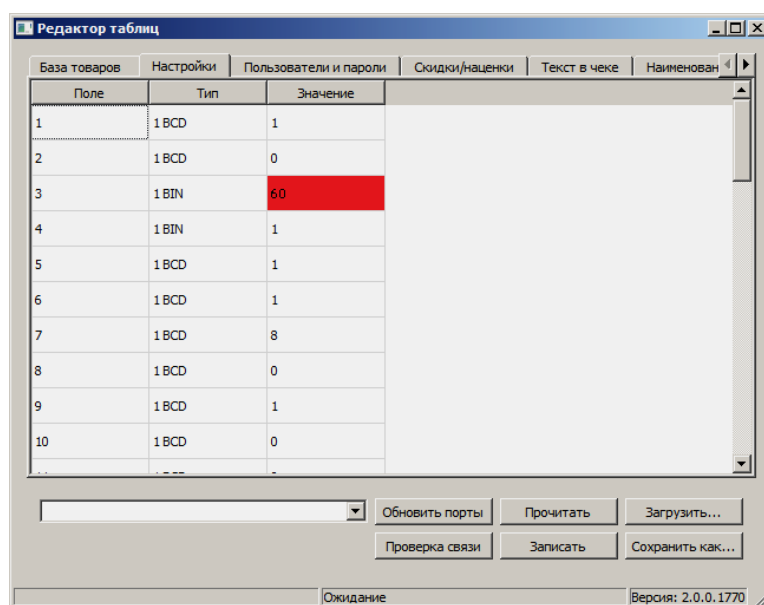 Редактор таблиц
База товаров Настройки Пользователи и пароли Скидки/наценки Текст в чеке Наименован
Поле Тип Значение
1 1 BCD 1
2 1 BCD 0
3 1 BIN 60
4 1 BIN 1
5 1 BCD 1
6 1 BCD 1
7 1 BCD 8
8 1 BCD 0
9 1 BCD 1
10 1 BCD 0
Обновить порты Прочитать Загрузить...
Проверка связи Записать Сохранить как...
Ожидание Версия: 2.0.0.1770